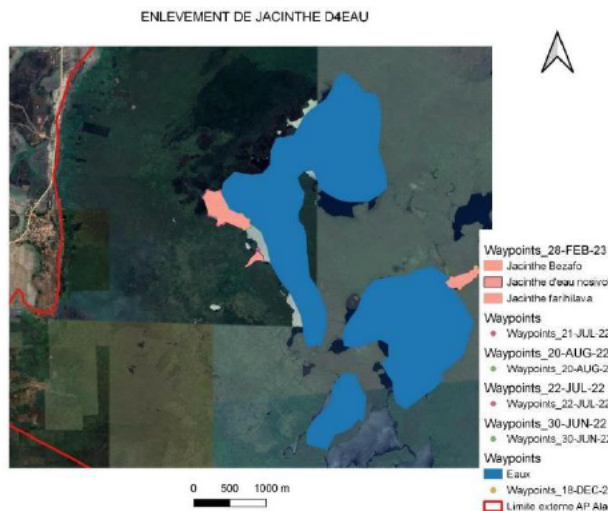 ENLEVEMENT DE JACINTHE D4EAU
Waypoints_28-FEB-23
Jacinthe Bezafo
Jacinthe d'eau nosivol
Jacinthe farihilava
Waypoints
Waypoints_21-JUL-22
Waypoints_20-AUG-22
Waypoints_20-AUG-2
Waypoints_22-JUL-22
Waypoints_22-JUL-22
Waypoints_30-JUN-22
Waypoints_30-JUN-22
Waypoints
Eaux
Waypoints_18-DEC-2
Limite externe AP Ala
0 500 1000 m